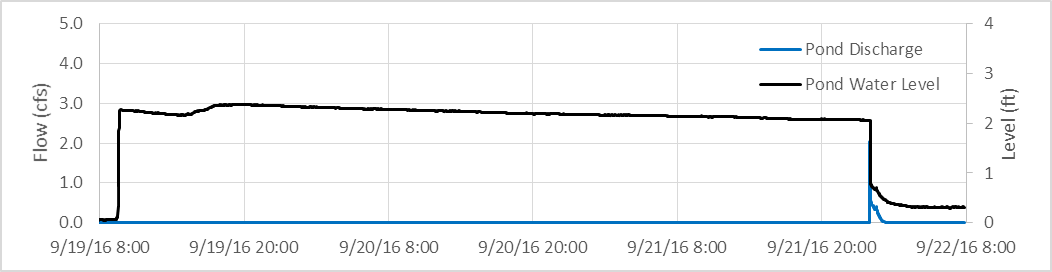 5.0
4.0
3.0
2.0
1.0
0.0
Flow (cfs)
Pond Discharge
Pond Water Level
4
3
2
1
0
Level (ft)
9/19/16 8:00 9/19/16 20:00 9/20/16 8:00 9/20/16 20:00 9/21/16 8:00 9/21/16 20:00 9/22/16 8:00